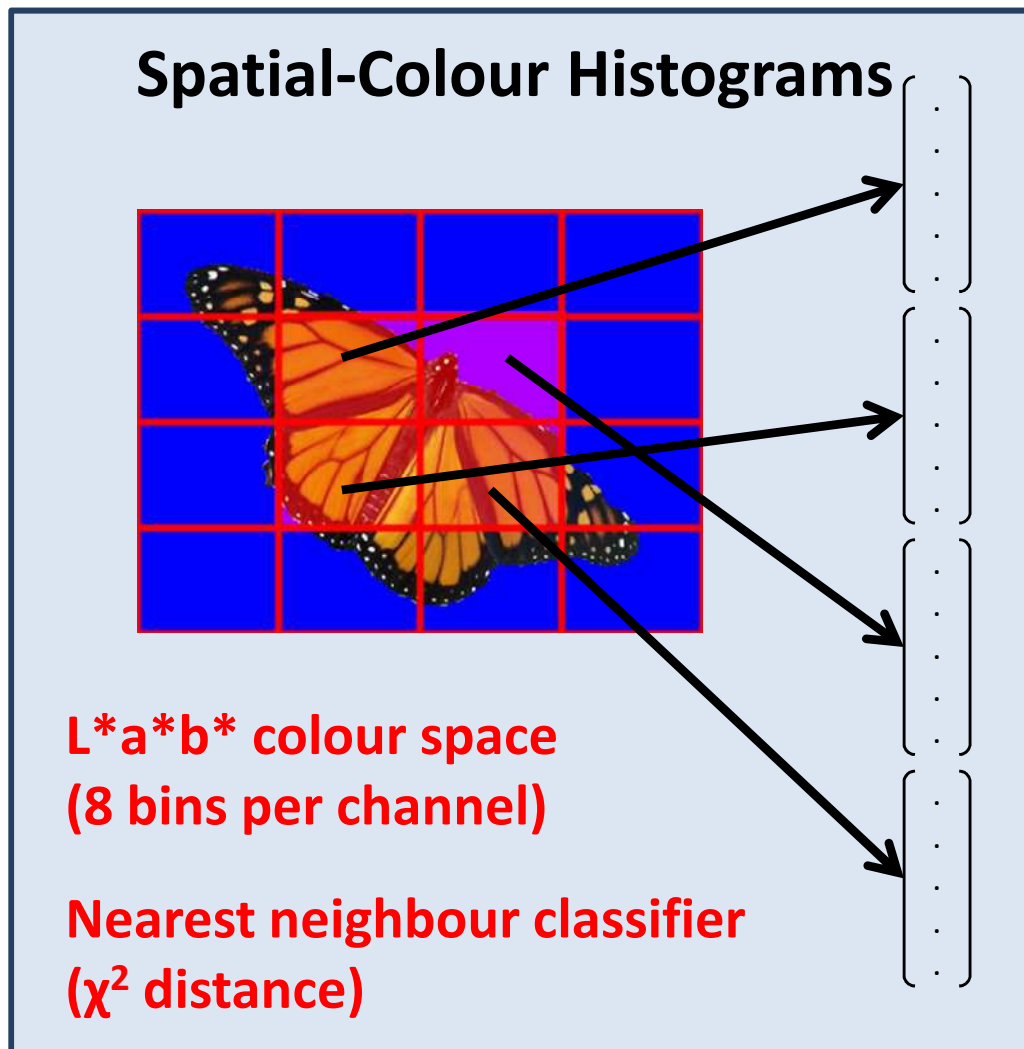 Spatial-Colour Histograms
L*a*b* colour space
(8 bins per channel)
Nearest neighbour classifier
(χ² distance)